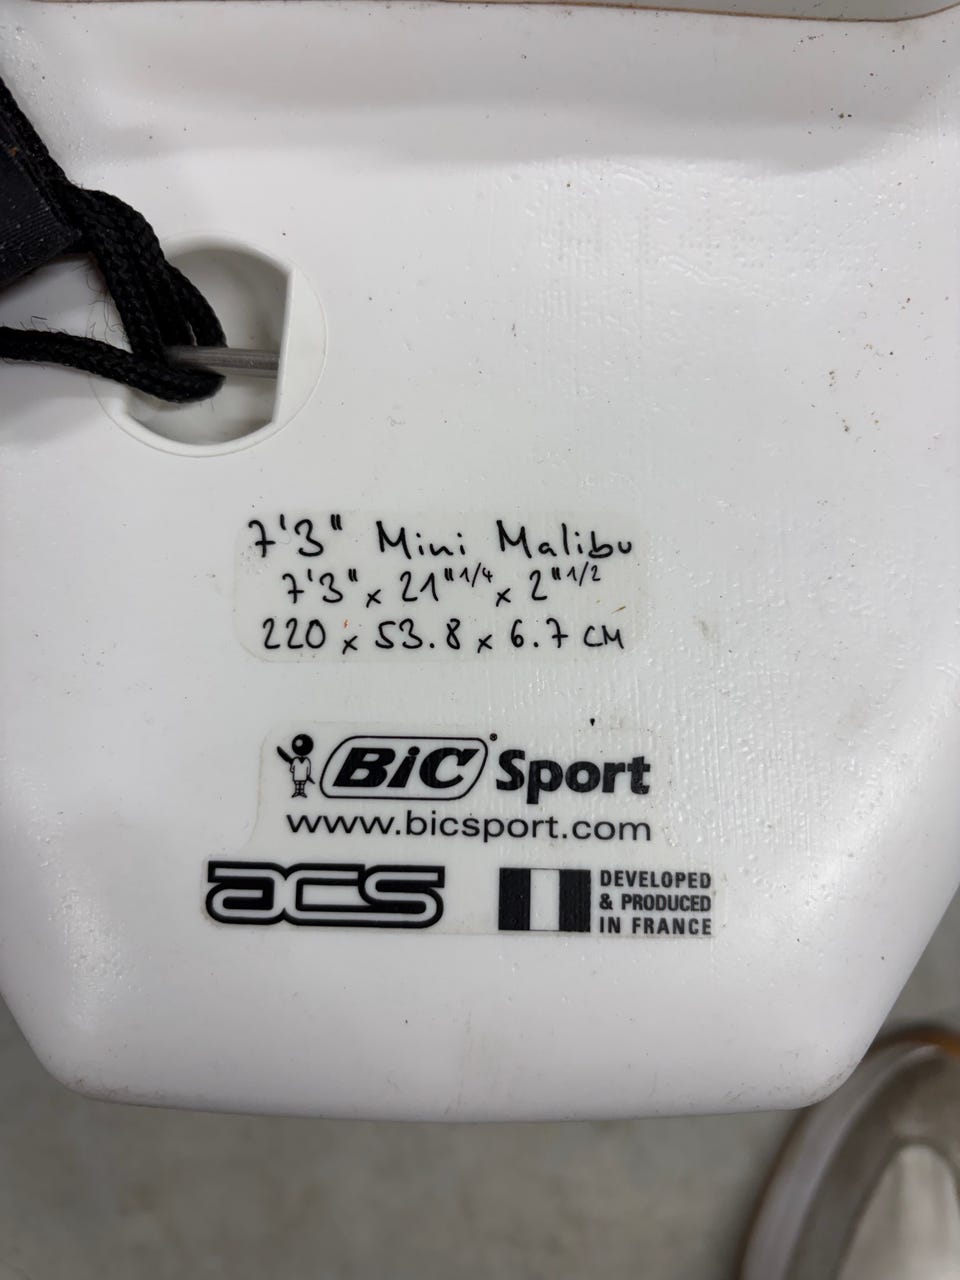 7'3" Mini Malibu
7'3" x 21"1/4 x 2"1/2
220 x 53.8 x 6.7 CM
BiC® Sport
www.bicsport.com
acs
DEVELOPED
& PRODUCED
IN FRANCE